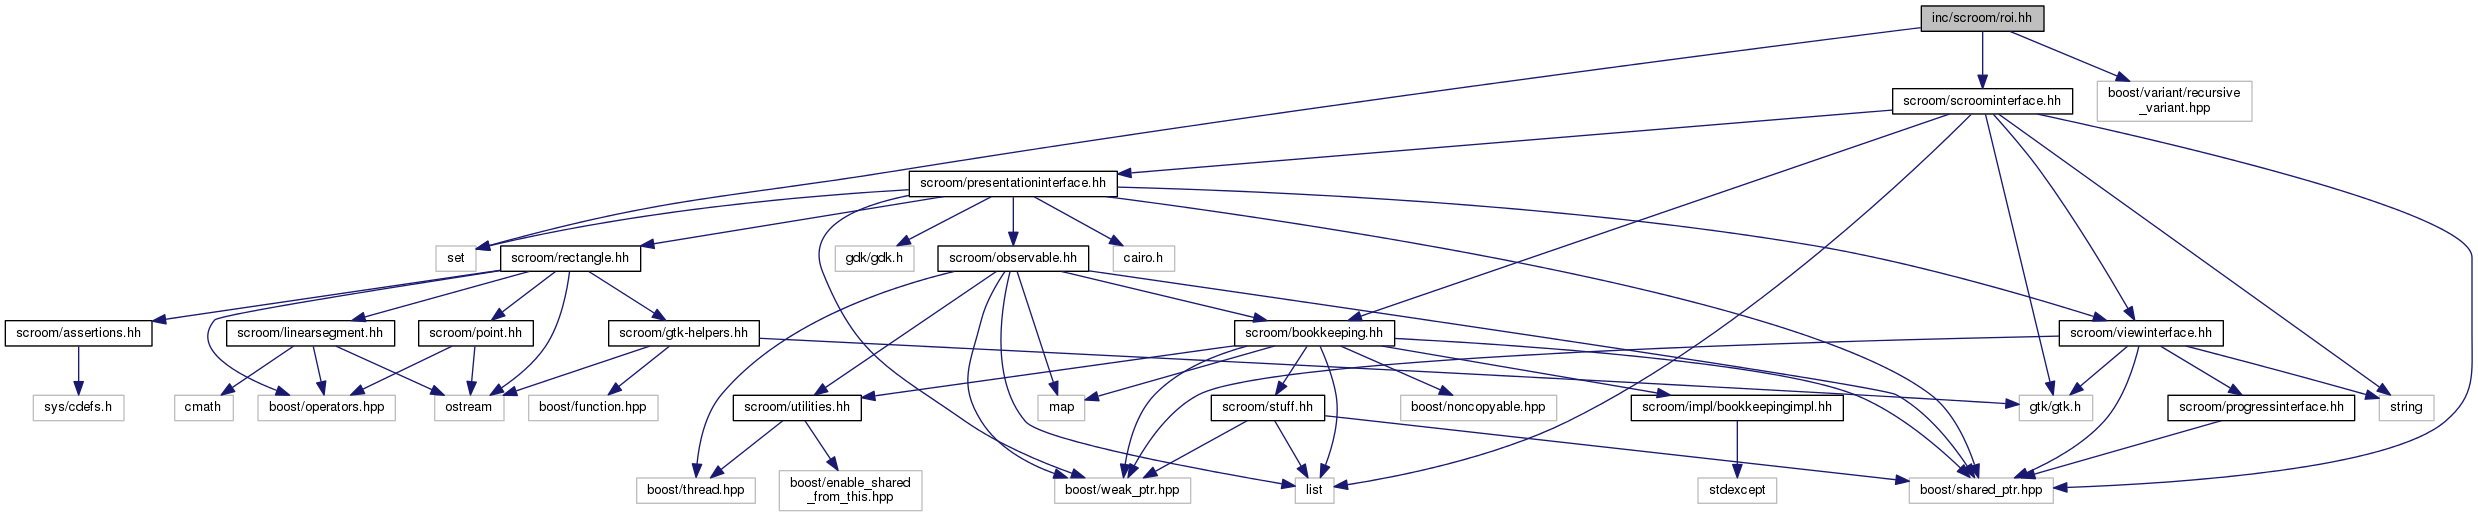 inc/scroom/roi.hh
scroom/scroominterface.hh
boost/variant/recursive
_variant.hpp
scroom/presentationinterface.hh
set
scroom/rectangle.hh
gdk/gdk.h
scroom/observable.hh
cairo.h
scroom/assertions.hh
scroom/linearsegment.hh
scroom/point.hh
scroom/gtk-helpers.hh
scroom/bookkeeping.hh
scroom/viewinterface.hh
sys/cdefs.h
cmath
boost/operators.hpp
ostream
boost/function.hpp
scroom/utilities.hh
map
scroom/stuff.hh
boost/noncopyable.hpp
scroom/impl/bookkeepingimpl.hh
gtk/gtk.h
scroom/progressinterface.hh
string
boost/thread.hpp
boost/enable_shared
_from_this.hpp
boost/weak_ptr.hpp
list
stdexcept
boost/shared_ptr.hpp